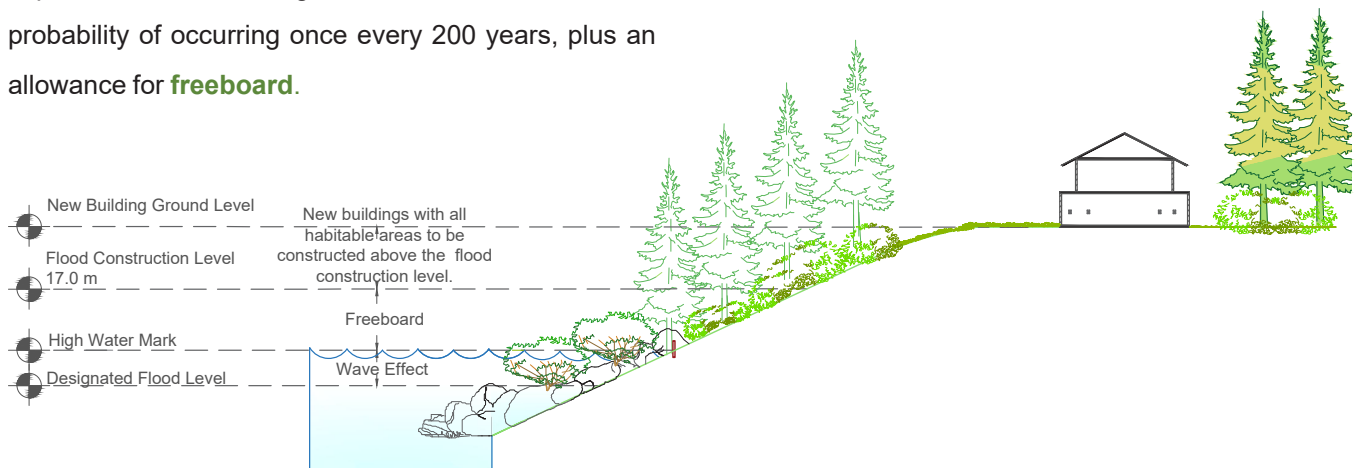 probability of occurring once every 200 years, plus an
allowance for freeboard.
New Building Ground Level
New buildings with all
habitable areas to be
constructed above the flood
construction level.
Flood Construction Level
17.0 m
Freeboard
High Water Mark
Wave Effect
Designated Flood Level